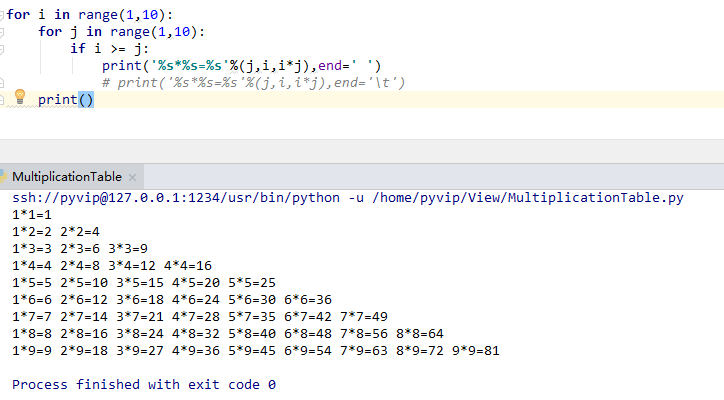 for i in range(1,10):
    for j in range(1,10):
        if i >= j:
            print('%s*%s=%s'%(j,i,i*j),end=' ')
            # print('%s*%s=%s'%(j,i,i*j),end='\t')
    print()
MultiplicationTable ×
ssh://pyvip@127.0.0.1:1234/usr/bin/python -u /home/pyvip/View/MultiplicationTable.py
1*1=1
1*2=2 2*2=4
1*3=3 2*3=6 3*3=9
1*4=4 2*4=8 3*4=12 4*4=16
1*5=5 2*5=10 3*5=15 4*5=20 5*5=25
1*6=6 2*6=12 3*6=18 4*6=24 5*6=30 6*6=36
1*7=7 2*7=14 3*7=21 4*7=28 5*7=35 6*7=42 7*7=49
1*8=8 2*8=16 3*8=24 4*8=32 5*8=40 6*8=48 7*8=56 8*8=64
1*9=9 2*9=18 3*9=27 4*9=36 5*9=45 6*9=54 7*9=63 8*9=72 9*9=81
Process finished with exit code 0